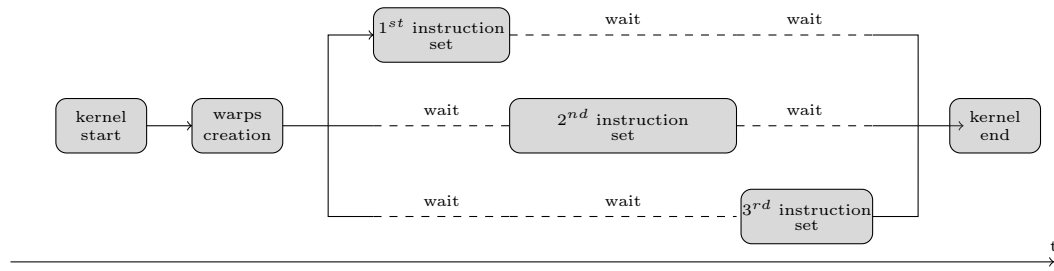 1st instruction
set
wait
wait
kernel
start
warps
creation
wait
2nd instruction
set
wait
kernel
end
wait
wait
3rd instruction
set
t